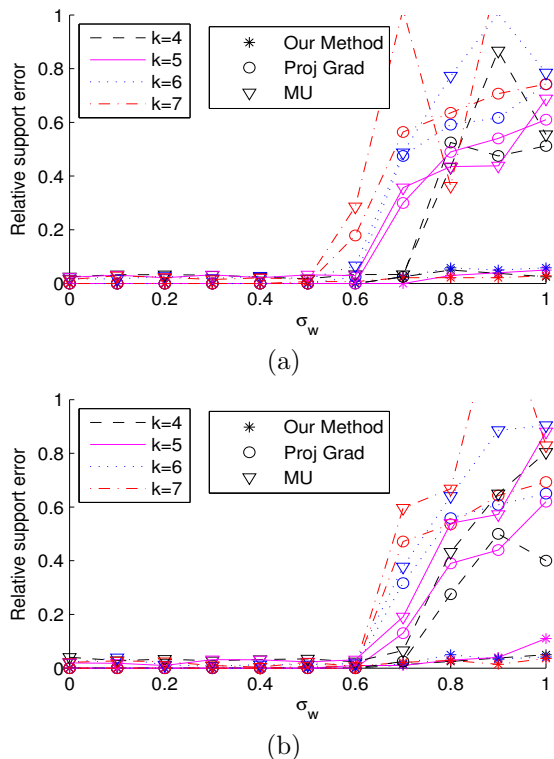 1
0.8
0.6
0.4
0.2
0
Relative support error
k=4
k=5
k=6
k=7
Our Method
Proj Grad
MU
0 0.2 0.4 0.6 0.8 1
σw
(a)
1
0.8
0.6
0.4
0.2
0
Relative support error
k=4
k=5
k=6
k=7
Our Method
Proj Grad
MU
0 0.2 0.4 0.6 0.8 1
σw
(b)